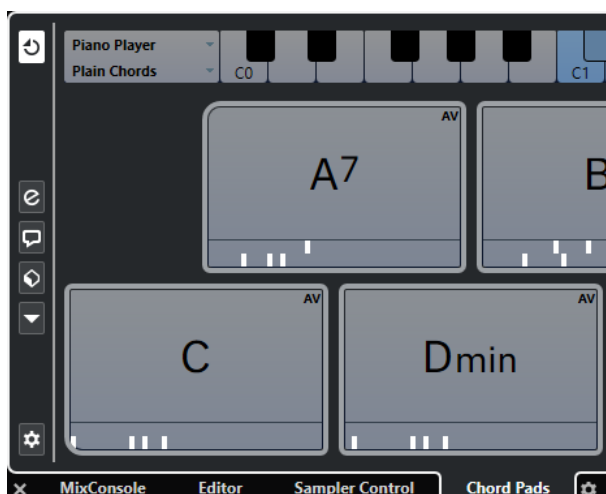 Piano Player
Plain Chords
C0
C1
AV
A7
B
AV
C
AV
Dmin
MixConsole
Editor
Sampler Control
Chord Pads